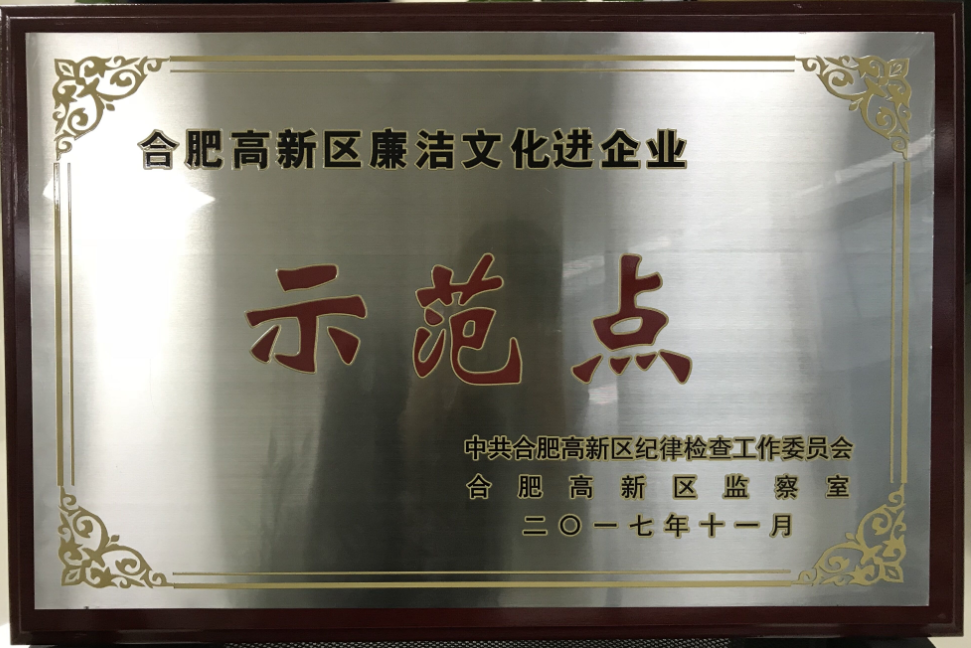 合肥高新区廉洁文化进企业
示范点
中共合肥高新区纪律检查工作委员会
合肥高新区监察室
二〇一七年十一月